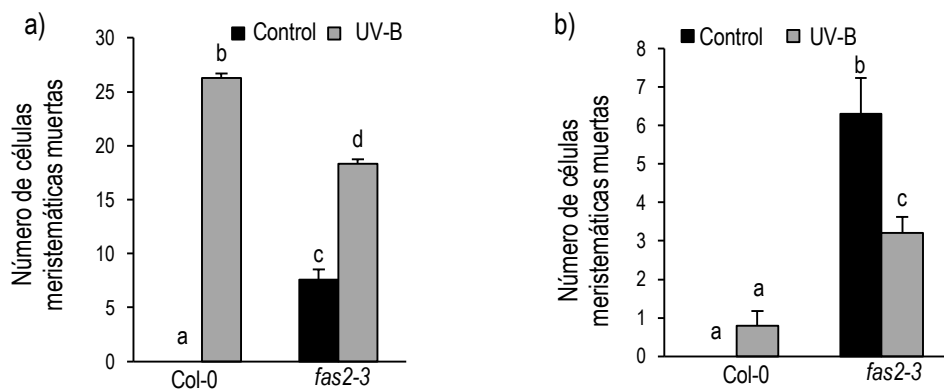 a)
Control UV-B
Número de células
meristemáticas muertas
30
25
20
15
10
5
0
a
b
c
d
Col-0
fas2-3
b)
Control UV-B
Número de células
meristemáticas muertas
8
7
6
5
4
3
2
1
0
a
a
b
c
Col-0
fas2-3